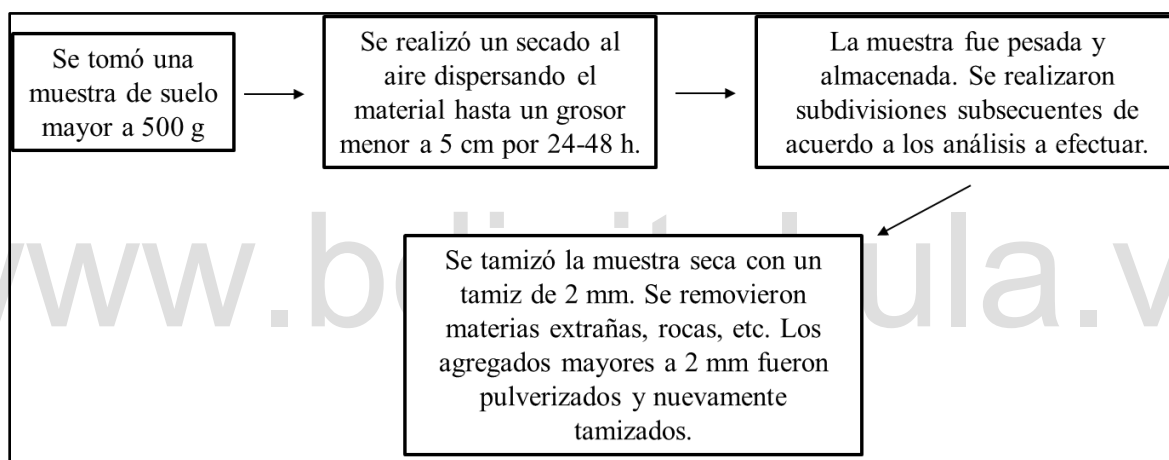 Se tomó una
muestra de suelo
mayor a 500 g
Se realizó un secado al
aire dispersando el
material hasta un grosor
menor a 5 cm por 24-48 h.
La muestra fue pesada y
almacenada. Se realizaron
subdivisiones subsecuentes de
acuerdo a los análisis a efectuar.
Se tamizó la muestra seca con un
tamiz de 2 mm. Se removieron
materias extrañas, rocas, etc. Los
agregados mayores a 2 mm fueron
pulverizados y nuevamente
tamizados.